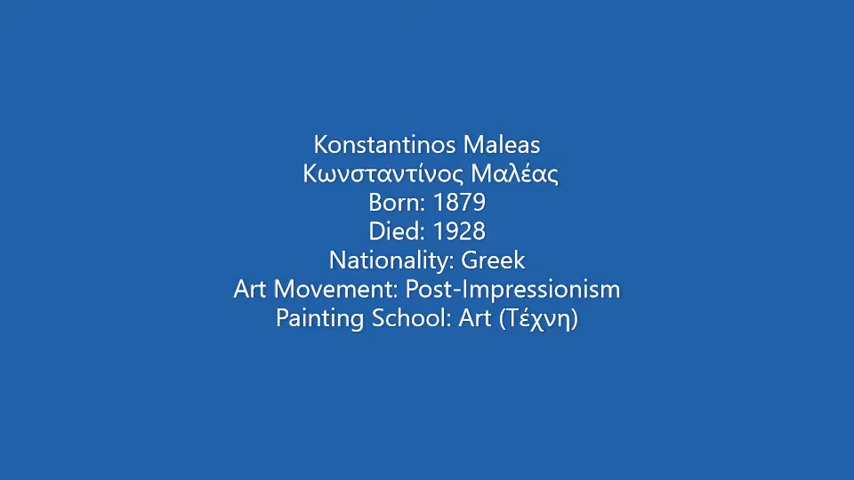 Konstantinos Maleas
Κωνσταντίνος Μαλέας
Born: 1879
Died: 1928
Nationality: Greek
Art Movement: Post-Impressionism
Painting School: Art (Τέχνη)